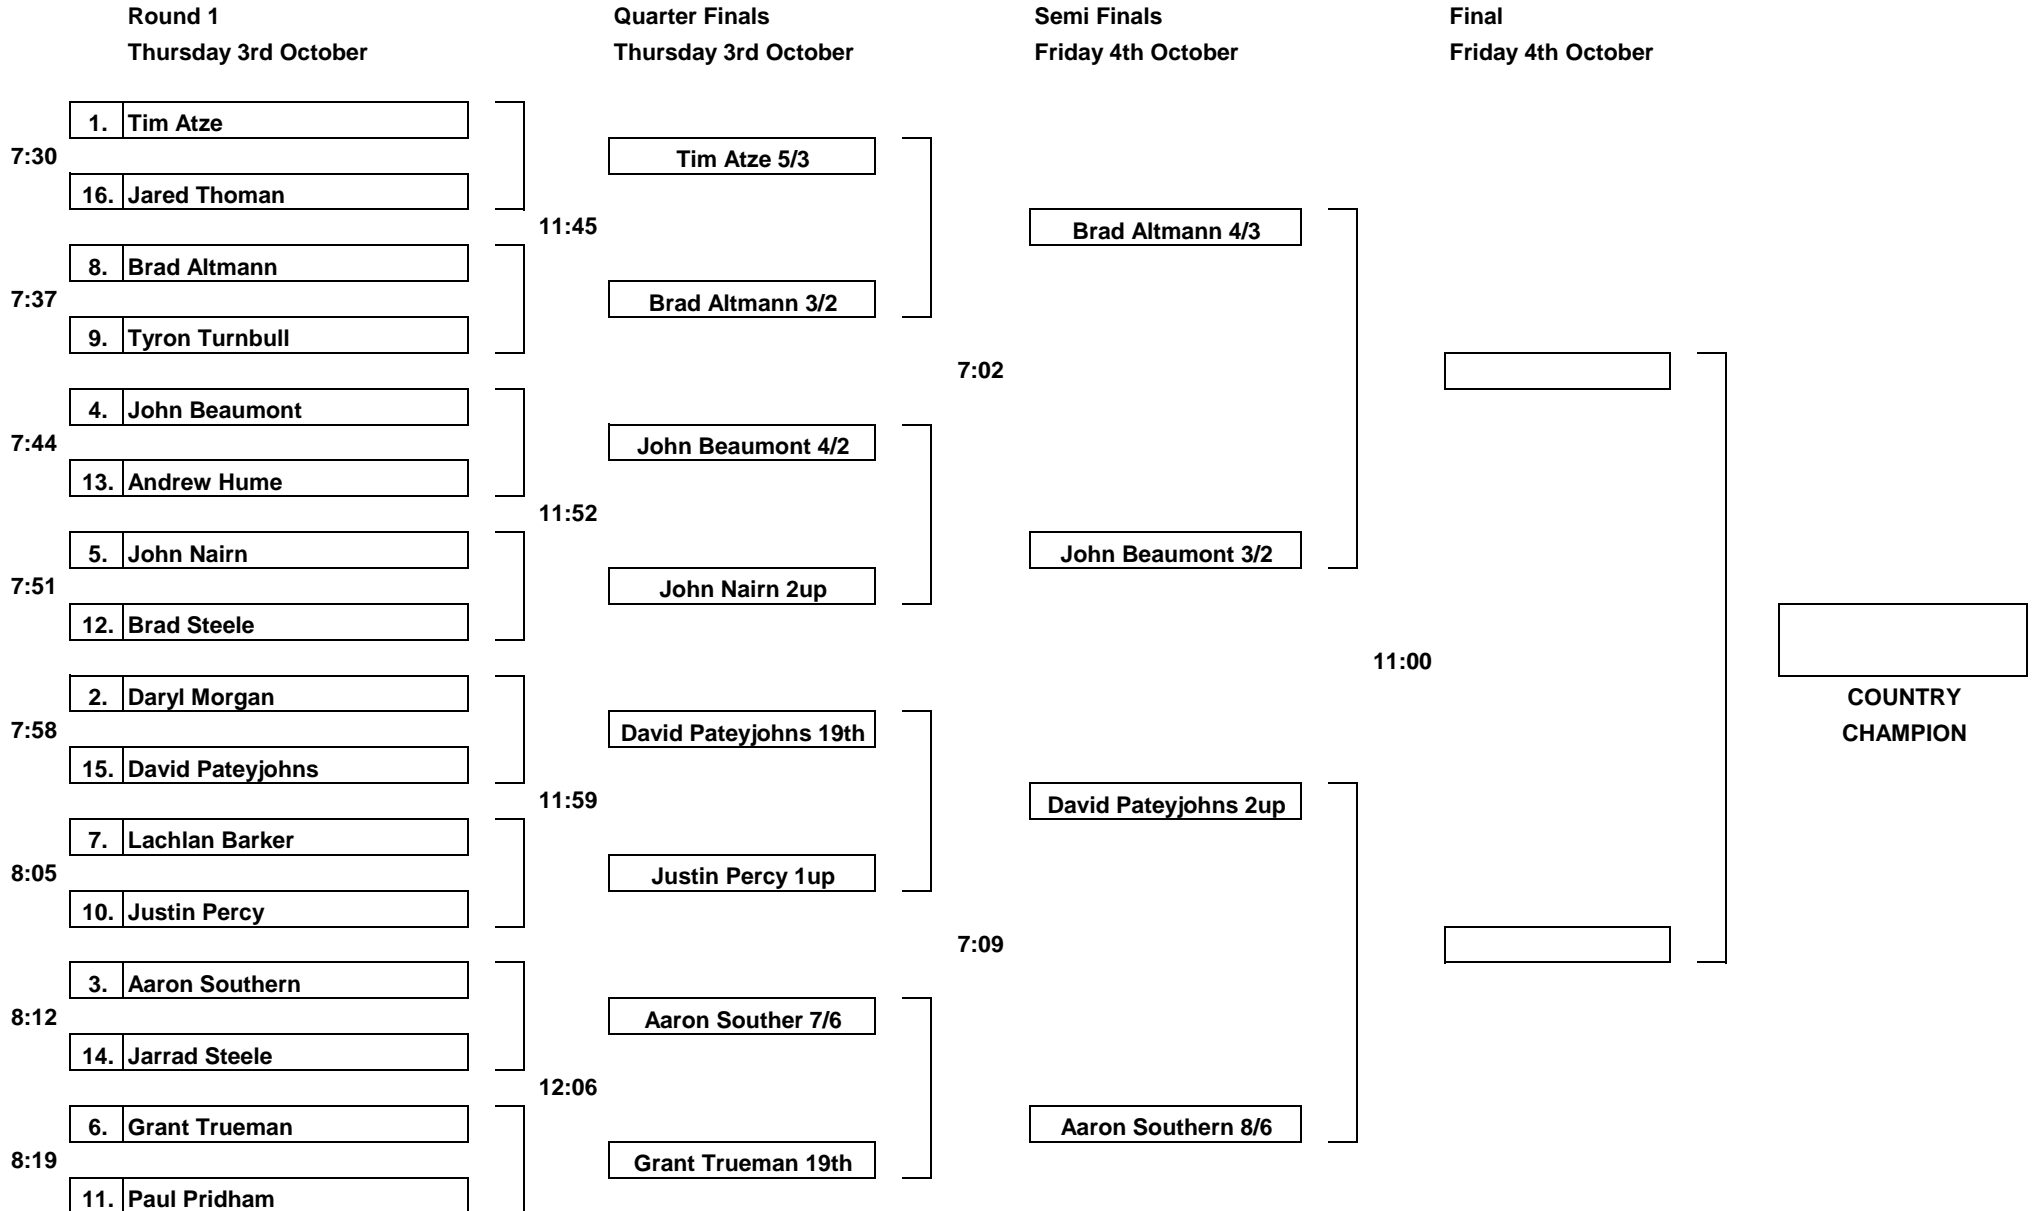 Round 1 Quarter Finals Semi Finals Final
Thursday 3rd October Thursday 3rd October Friday 4th October Friday 4th October
1. Tim Atze
7:30 Tim Atze 5/3
16. Jared Thoman
11:45 Brad Altmann 4/3
8. Brad Altmann
7:37 Brad Altmann 3/2
9. Tyron Turnbull
7:02
4. John Beaumont
7:44 John Beaumont 4/2
13. Andrew Hume
11:52
5. John Nairn John Beaumont 3/2
7:51 John Nairn 2up
12. Brad Steele
11:00
2. Daryl Morgan COUNTRY
7:58 David Pateyjohns 19th CHAMPION
15. David Pateyjohns
11:59 David Pateyjohns 2up
7. Lachlan Barker
8:05 Justin Percy 1up
10. Justin Percy
7:09
3. Aaron Southern
8:12 Aaron Souther 7/6
14. Jarrad Steele
12:06
6. Grant Trueman Aaron Southern 8/6
8:19 Grant Trueman 19th
11. Paul Pridham